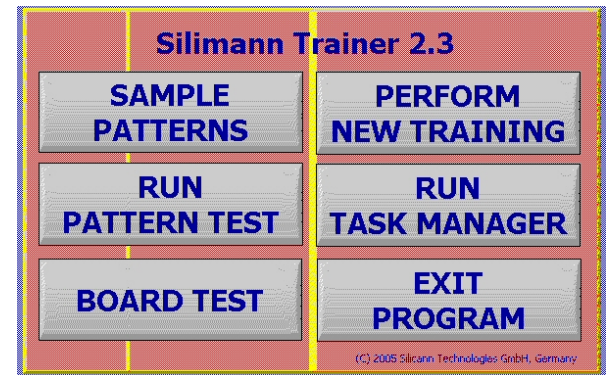 Silimann Trainer 2.3
SAMPLE
PATTERNS
PERFORM
NEW TRAINING
RUN
PATTERN TEST
RUN
TASK MANAGER
BOARD TEST
EXIT
PROGRAM
(C) 2005 Silicann Technologies GmbH, Germany